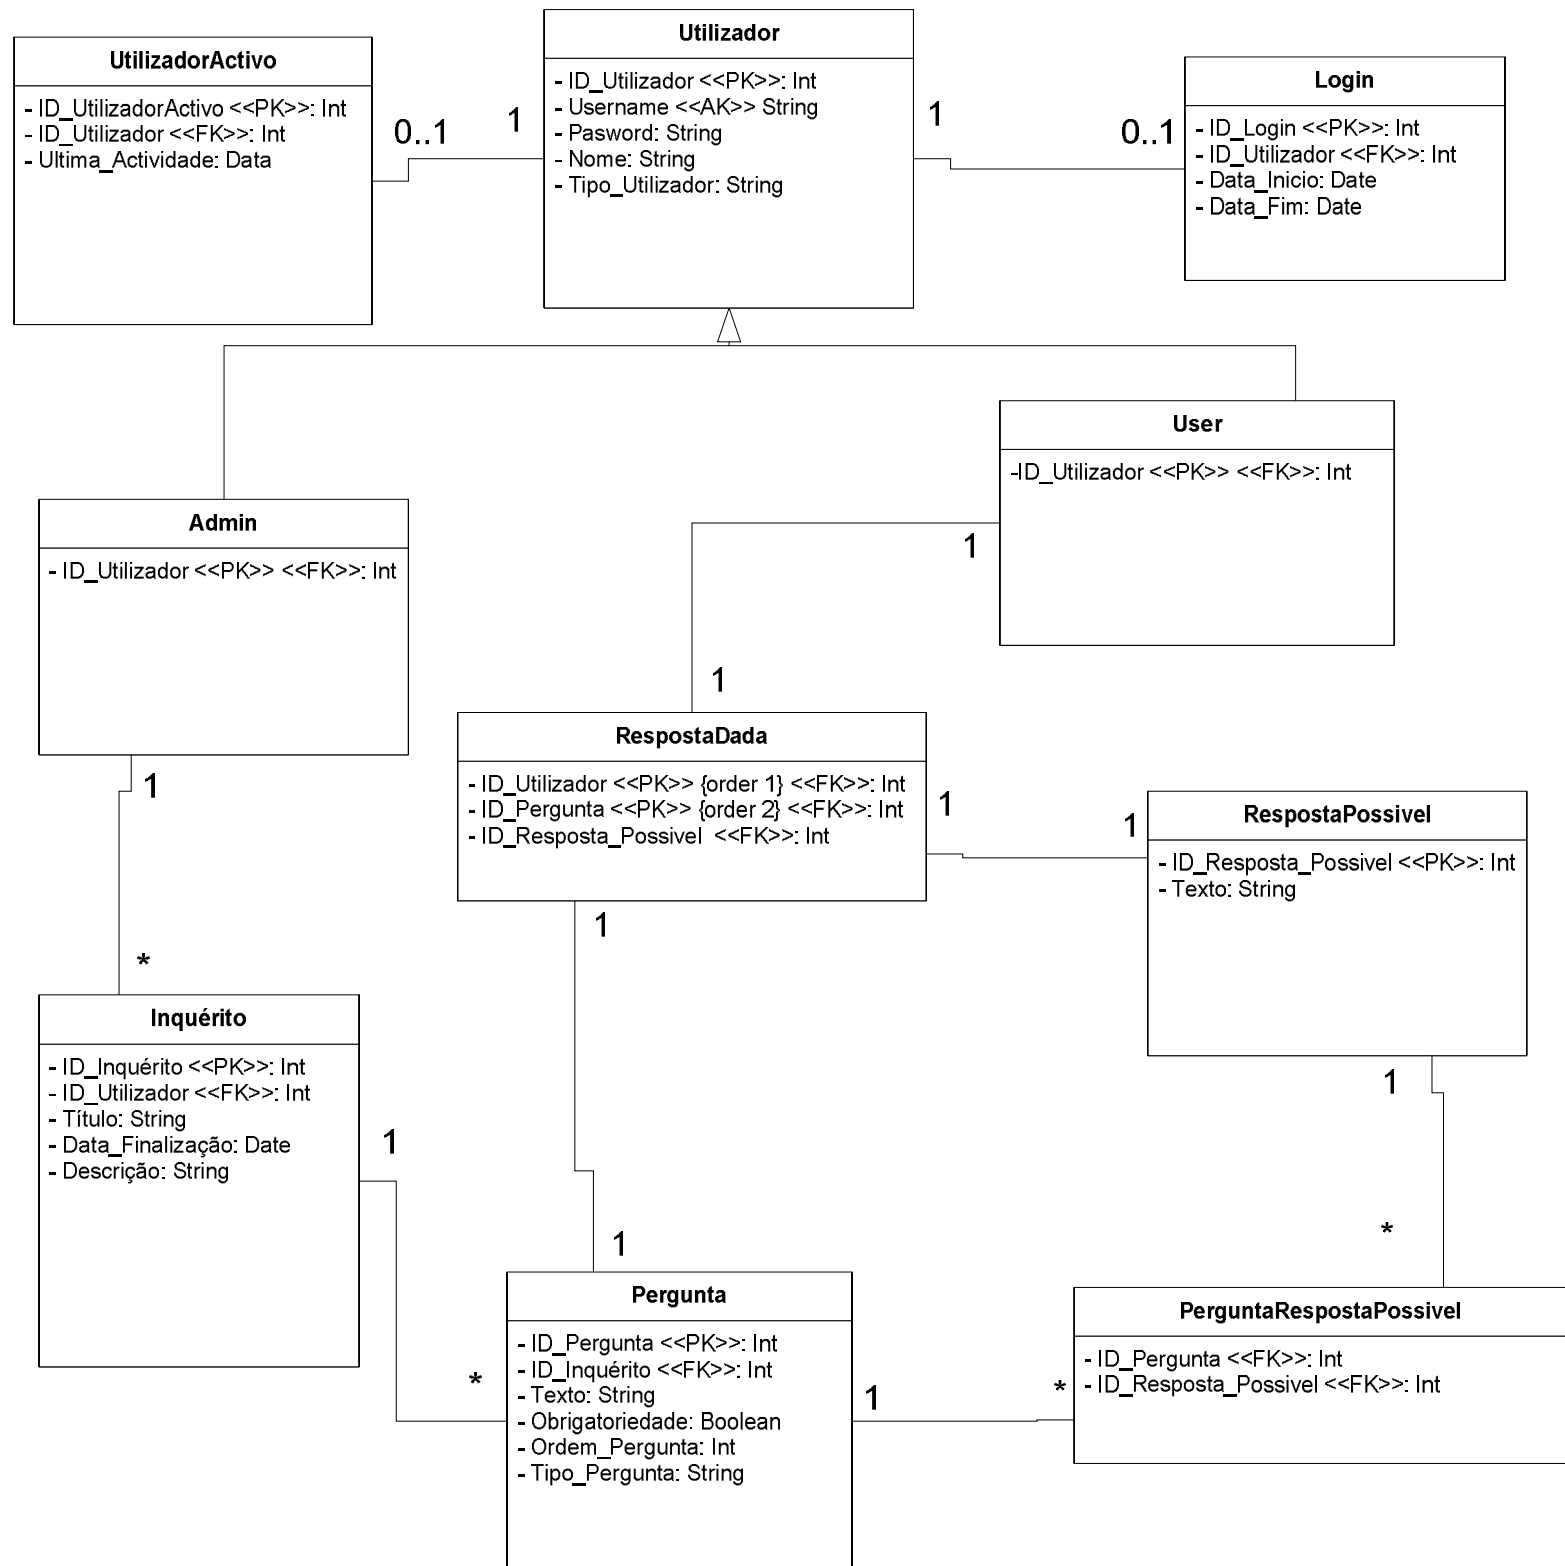 UtilizadorActivo
- ID_UtilizadorActivo <<PK>>: Int
- ID_Utilizador <<FK>>: Int
- Ultima_Actividade: Data
0..1
1
Utilizador
- ID_Utilizador <<PK>>: Int
- Username <<AK>> String
- Pasword: String
- Nome: String
- Tipo_Utilizador: String
1
0..1
Login
- ID_Login <<PK>>: Int
- ID_Utilizador <<FK>>: Int
- Data_Inicio: Date
- Data_Fim: Date
User
-ID_Utilizador <<PK>> <<FK>>: Int
1
Admin
- ID_Utilizador <<PK>> <<FK>>: Int
1
1
RespostaDada
- ID_Utilizador <<PK>> {order 1} <<FK>>: Int
- ID_Pergunta <<PK>> {order 2} <<FK>>: Int
- ID_Resposta_Possivel <<FK>>: Int
1
1
1
RespostaPossivel
- ID_Resposta_Possivel <<PK>>: Int
- Texto: String
1
*
Inquérito
- ID_Inquérito <<PK>>: Int
- ID_Utilizador <<FK>>: Int
- Título: String
- Data_Finalização: Date
- Descrição: String
1
*
1
Pergunta
- ID_Pergunta <<PK>>: Int
- ID_Inquérito <<FK>>: Int
- Texto: String
- Obrigatoriedade: Boolean
- Ordem_Pergunta: Int
- Tipo_Pergunta: String
1
*
*
PerguntaRespostaPossivel
- ID_Pergunta <<FK>>: Int
- ID_Resposta_Possivel <<FK>>: Int